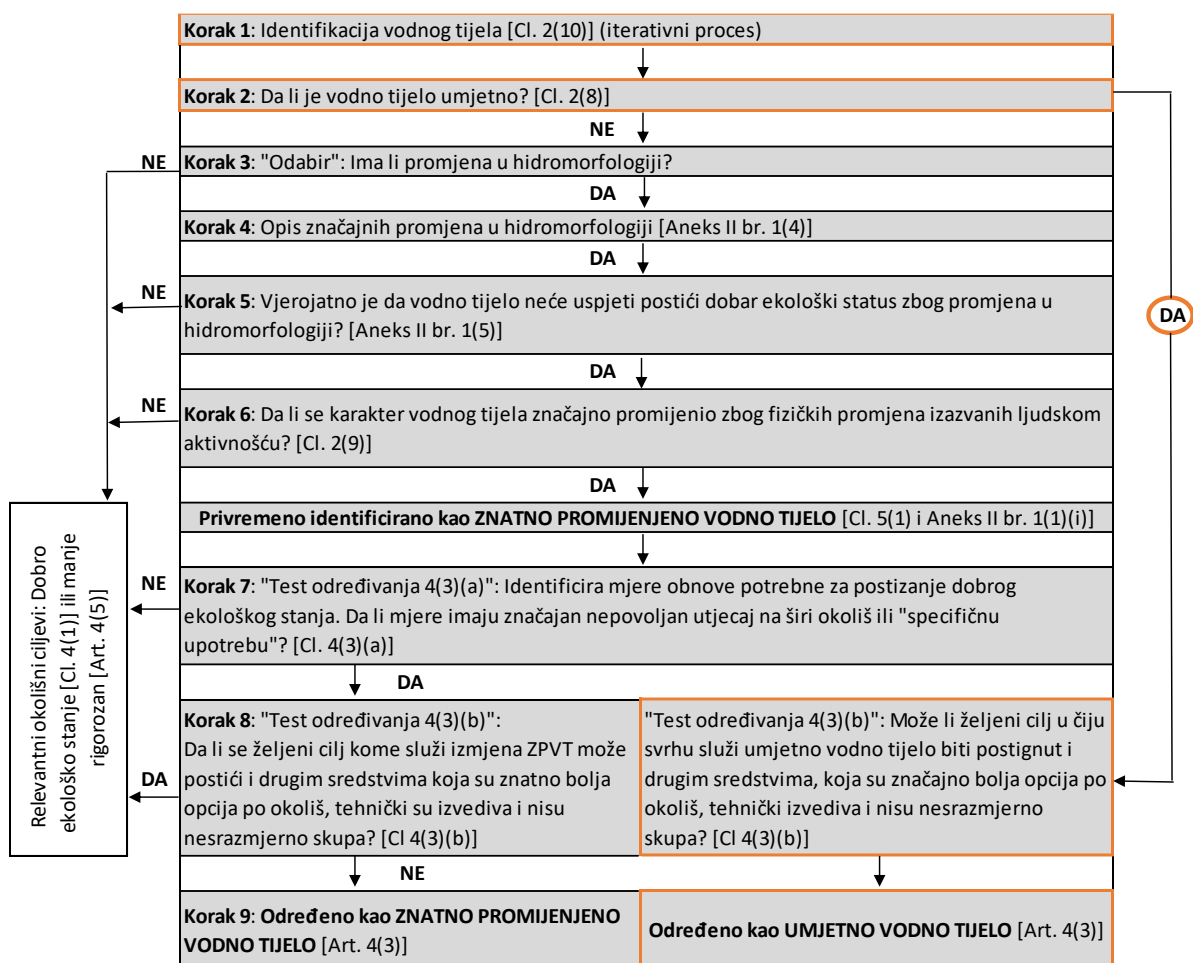 Korak 1: Identifikacija vodnog tijela [Cl. 2(10)] (iterativni proces)
Korak 2: Da li je vodno tijelo umjetno? [Cl. 2(8)]
NE
NE
Korak 3: "Odabir": Ima li promjena u hidromorfologiji?
DA
Korak 4: Opis značajnih promjena u hidromorfologiji [Aneks II br. 1(4)]
DA
NE
Korak 5: Vjerojatno je da vodno tijelo neće uspjeti postići dobar ekološki status zbog promjena u
hidromorfologiji? [Aneks II br. 1(5)]
DA
DA
NE
Korak 6: Da li se karakter vodnog tijela značajno promijenio zbog fizičkih promjena izazvanih ljudskom
aktivnošću? [Cl. 2(9)]
DA
Privremeno identificirano kao ZNATNO PROMIJENJENO VODNO TIJELO [Cl. 5(1) i Aneks II br. 1(1)(i)]
NE
Korak 7: "Test određivanja 4(3)(a)": Identificira mjere obnove potrebne za postizanje dobrog
ekološkog stanja. Da li mjere imaju značajan nepovoljan utjecaj na širi okoliš ili "specifičnu
upotrebu"? [Cl. 4(3)(a)]
DA
Relevantni okolišni ciljevi: Dobro
ekološko stanje [Cl. 4(1)] ili manje
rigorozan [Art. 4(5)]
DA
Korak 8: "Test određivanja 4(3)(b)":
Da li se željeni cilj kome služi izmjena ZPVT može
postići i drugim sredstvima koja su znatno bolja
opcija po okoliš, tehnički su izvediva i nisu
nesrazmjerno skupa? [Cl 4(3)(b)]
"Test određivanja 4(3)(b)": Može li željeni cilj u čiju
svrhu služi umjetno vodno tijelo biti postignut i
drugim sredstvima, koja su značajno bolja opcija po
okoliš, tehnički izvediva i nisu nesrazmjerno
skupa? [Cl 4(3)(b)]
NE
Korak 9: Određeno kao ZNATNO PROMIJENJENO
VODNO TIJELO [Art. 4(3)]
Određeno kao UMJETNO VODNO TIJELO [Art. 4(3)]